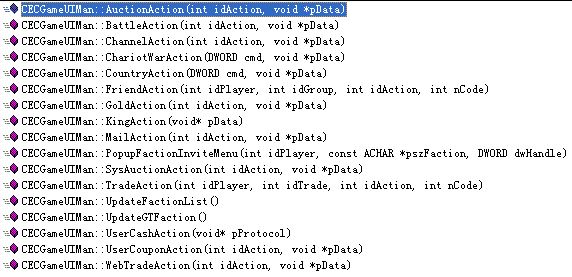 CECGameUIMan::AuctionAction(int idAction, void *pData)
CECGameUIMan::BattleAction(int idAction, void *pData)
CECGameUIMan::ChannelAction(int idAction, void *pData)
CECGameUIMan::ChariotWarAction(DWORD cmd, void *pData)
CECGameUIMan::CountryAction(DWORD cmd, void *pData)
CECGameUIMan::FriendAction(int idPlayer, int idGroup, int idAction, int nCode)
CECGameUIMan::GoldAction(int idAction, void *pData)
CECGameUIMan::KingAction(void* pData)
CECGameUIMan::MailAction(int idAction, void *pData)
CECGameUIMan::PopupFactionInviteMenu(int idPlayer, const ACHAR *pszFaction, DWORD dwHandle)
CECGameUIMan::SysAuctionAction(int idAction, void *pData)
CECGameUIMan::TradeAction(int idPlayer, int idTrade, int idAction, int nCode)
CECGameUIMan::UpdateFactionList()
CECGameUIMan::UpdateGTFaction()
CECGameUIMan::UserCashAction(void* pProtocol)
CECGameUIMan::UserCouponAction(int idAction, void *pData)
CECGameUIMan::WebTradeAction(int idAction, void *pData)